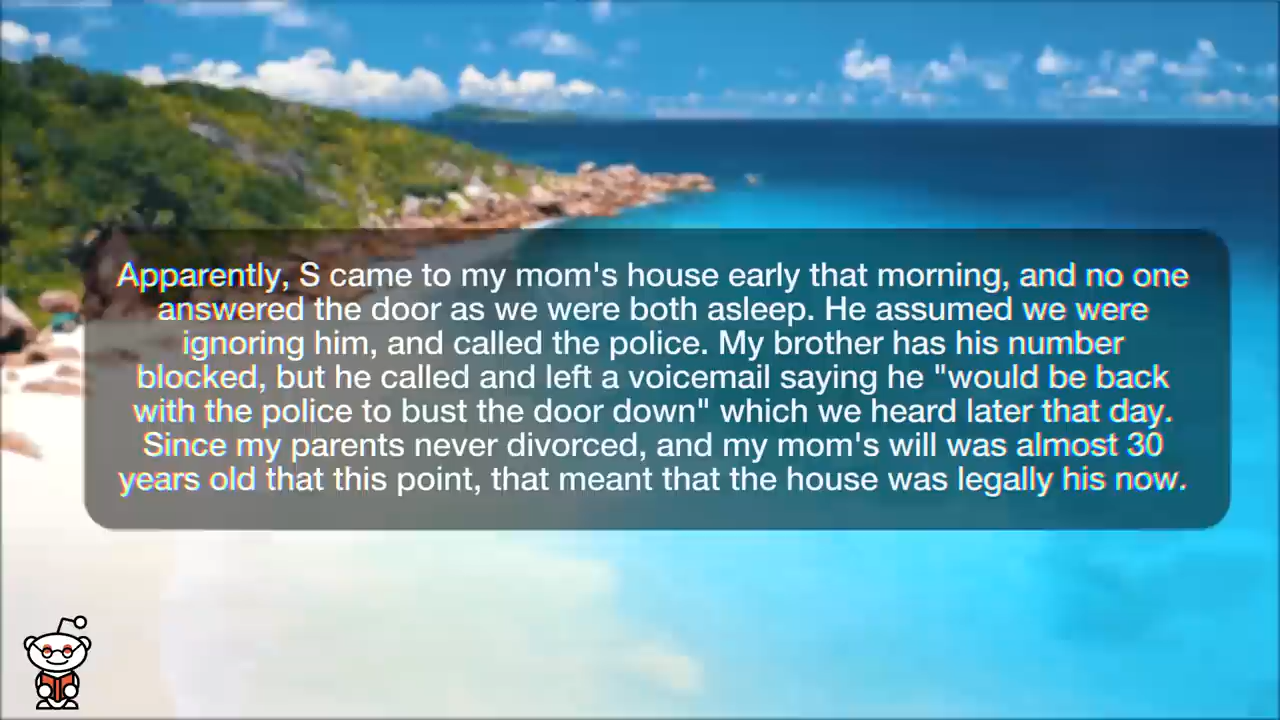 Apparently, S came to my mom's house early that morning, and no one
answered the door as we were both asleep. He assumed we were
ignoring him, and called the police. My brother has his number
blocked, but he called and left a voicemail saying he "would be back
with the police to bust the door down" which we heard later that day.
Since my parents never divorced, and my mom's will was almost 30
years old that this point, that meant that the house was legally his now.